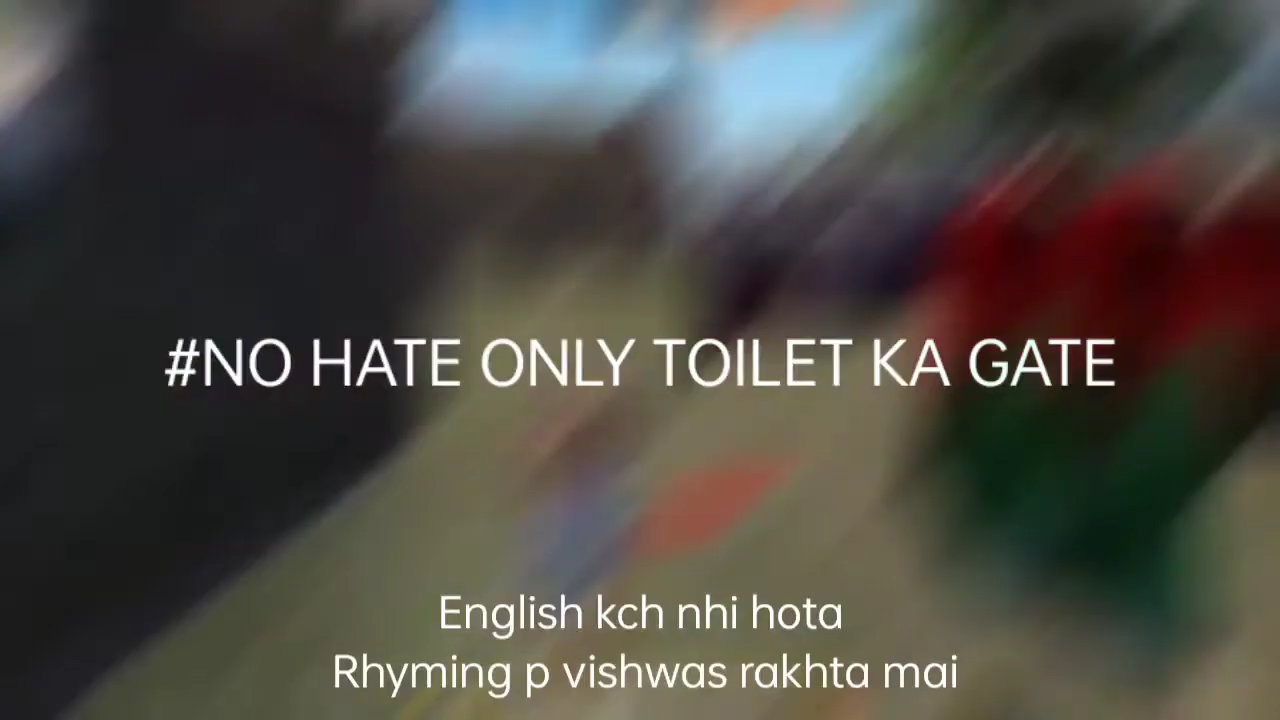 #NO HATE ONLY TOILET KA GATE
English kch nhi hota
Rhyming p vishwas rakhta mai